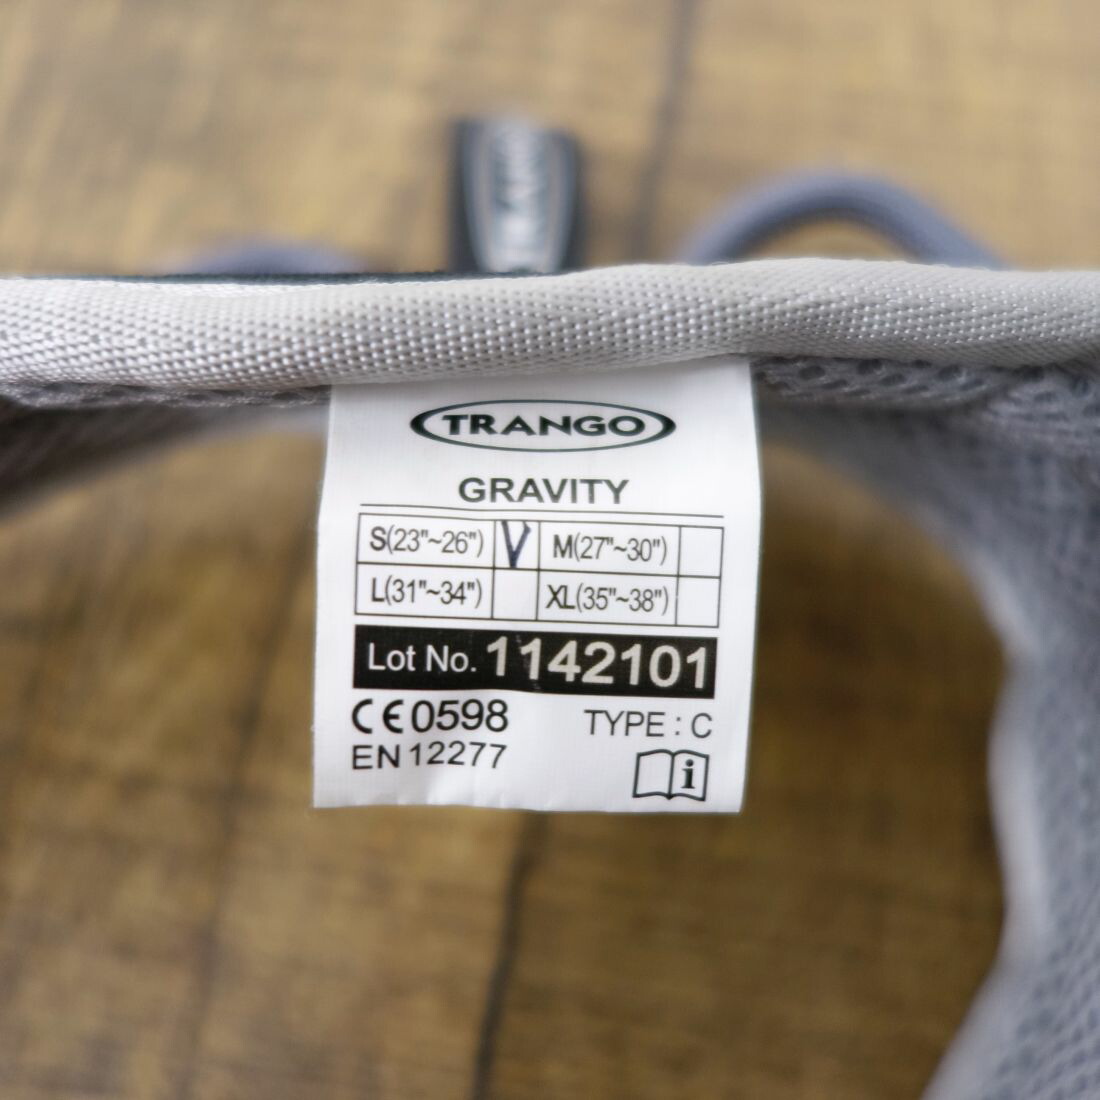 TRANGO
GRAVITY
S(23"~26") V M(27"~30")
L(31"~34") XL(35"~38")
Lot No. 1142101
CE0598 TYPE : C
EN 12277 i